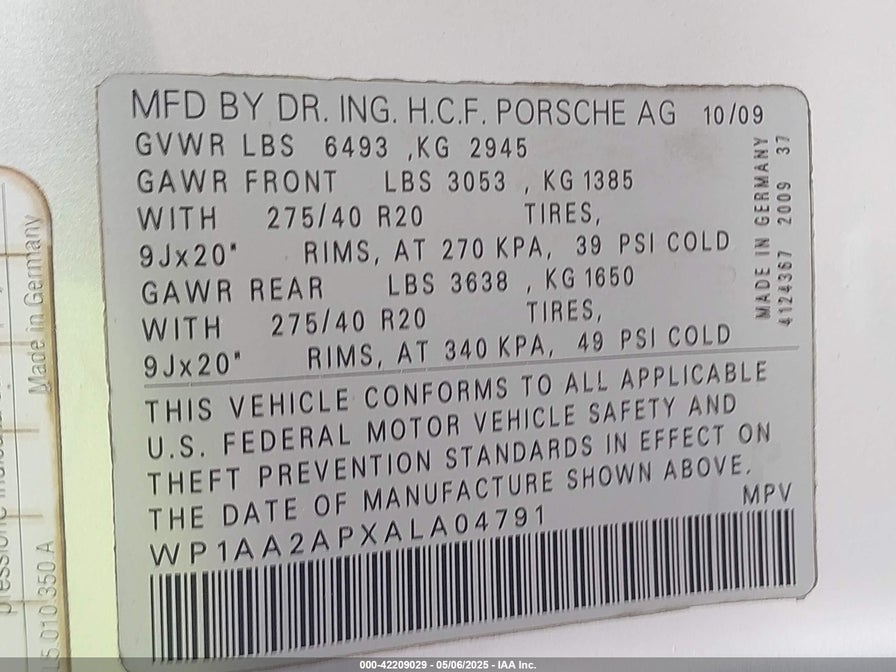 MFD BY DR. ING. H.C.F. PORSCHE AG 10/09
GVWR LBS 6493 ,KG 2945
GAWR FRONT LBS 3053 , KG 1385
WITH 275/40 R20 TIRES,
9Jx20" RIMS, AT 270 KPA, 39 PSI COLD
GAWR REAR LBS 3638 , KG 1650
WITH 275/40 R20 TIRES,
9Jx20" RIMS, AT 340 KPA, 49 PSI COLD
THIS VEHICLE CONFORMS TO ALL APPLICABLE
U.S. FEDERAL MOTOR VEHICLE SAFETY AND
THEFT PREVENTION STANDARDS IN EFFECT ON
THE DATE OF MANUFACTURE SHOWN ABOVE.
MPV
WP1AA2APXALA04791
MADE IN GERMANY
4124367 2009 37
Made in Germany
5.010.350.A
000-42209029 - 05/06/2025 - IAA Inc.